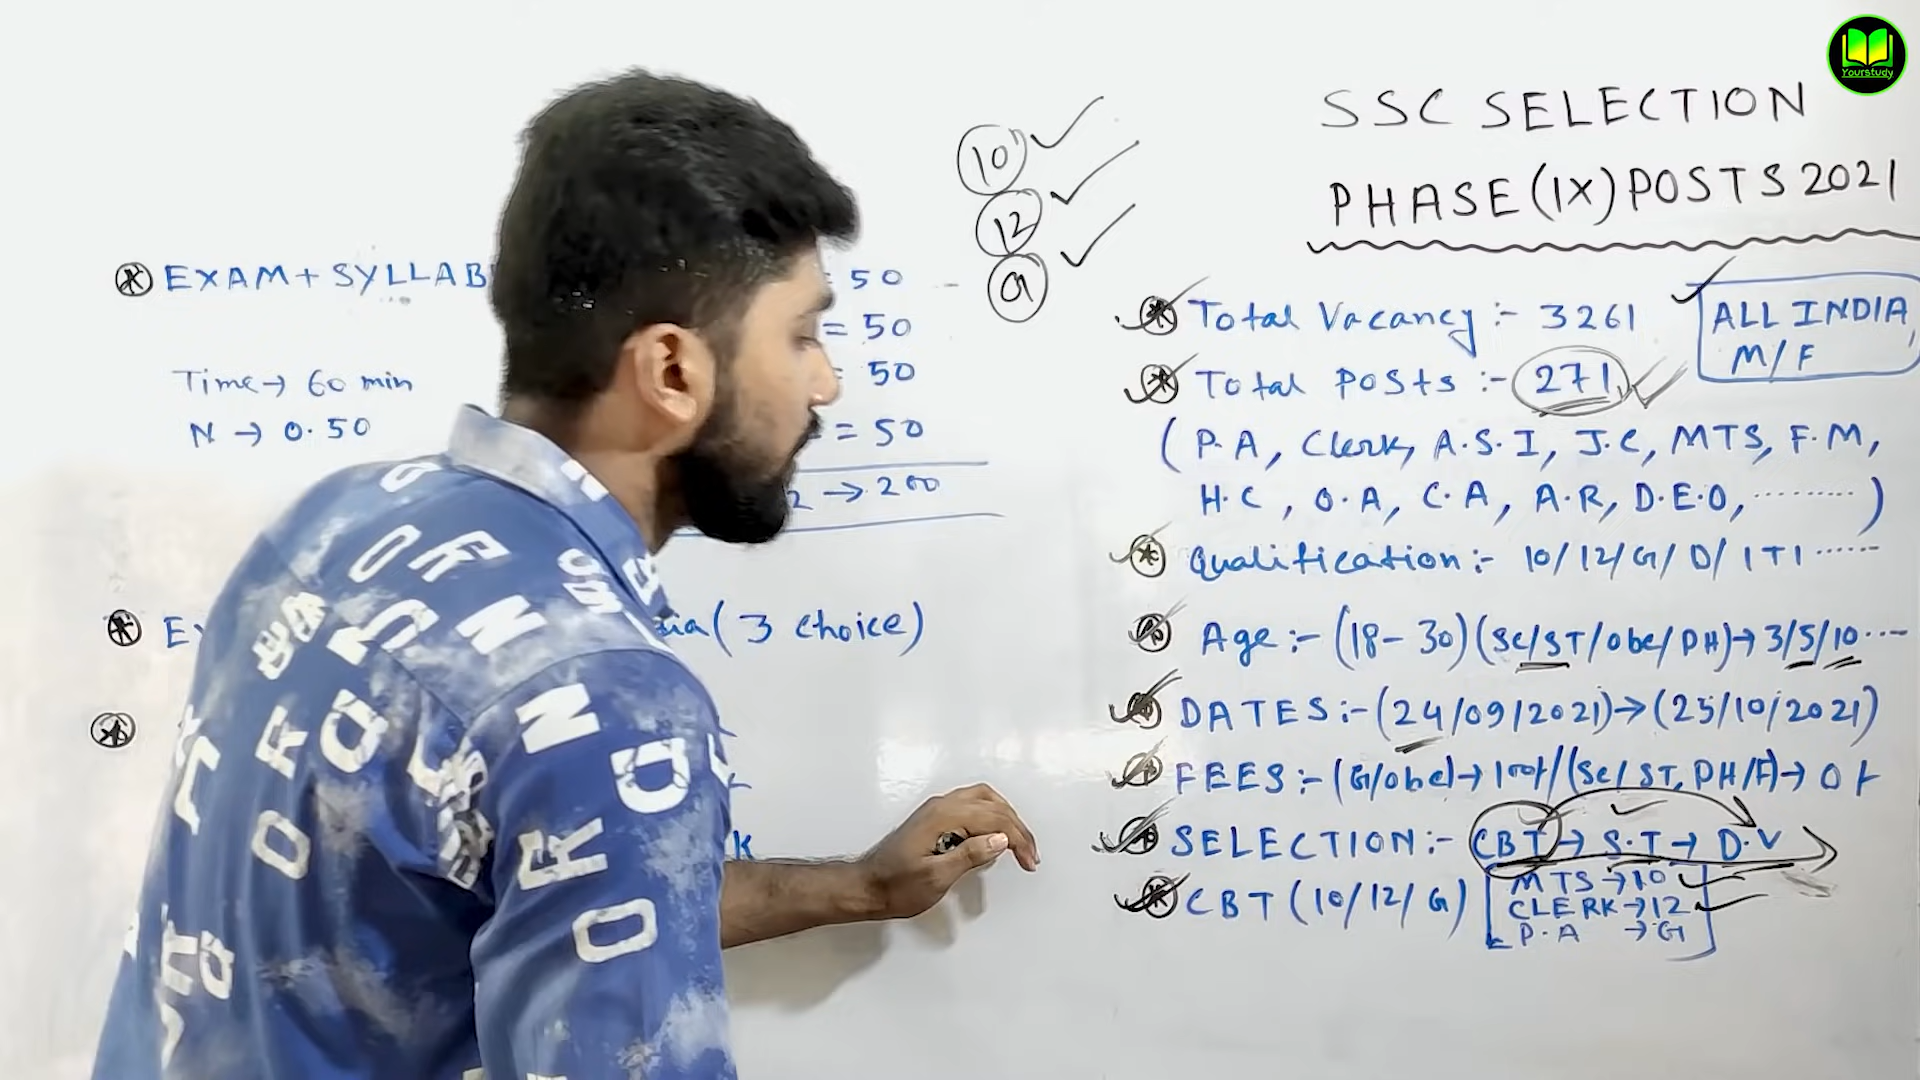 Yourstudy
SSC SELECTION
PHASE (IX) POSTS 2021
10
12
G
Total Vacancy :- 3261
ALL INDIA
M/F
Total Posts :- 271
(P.A, Clerk, A.S.I, J.E, MTS, F.M,
H.C, O.A, C.A, A.R, D.E.O, ..........)
Qualification :- 10/12/G/D/ITI ......
Age :- (18-30) (SC/ST/obc/PH)→ 3/5/10....
DATES :- (24/09/2021)→(25/10/2021)
FEES :- (G/obc)→ 100/ (SC/ST, PH/F)→ 0/
SELECTION :- CBT → S.T → D.V
CBT (10/12/G)
MTS → 10
CLERK → 12
P.A → G
EXAM + SYLLAB
= 50
= 50
Time → 60 min
= 50
N → 0.50
= 50
2 → 200
(3 choice)